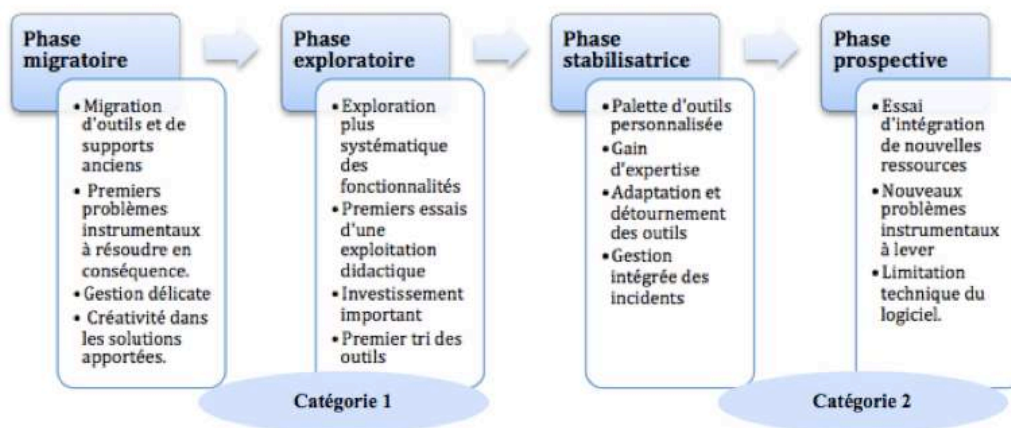 Phase
migratoire
• Migration
d'outils et de
supports
anciens
• Premiers
problèmes
instrumentaux
à résoudre en
conséquence.
• Gestion délicate
• Créativité dans
les solutions
apportées.
Phase
exploratoire
• Exploration
plus
systématique
des
fonctionnalités
• Premiers essais
d'une
exploitation
didactique
• Investissement
important
• Premier tri des
outils
Catégorie 1
Phase
stabilisatrice
• Palette d'outils
personnalisée
• Gain
d'expertise
• Adaptation et
détournement
des outils
• Gestion
intégrée des
incidents
Phase
prospective
• Essai
d'intégration
de nouvelles
ressources
• Nouveaux
problèmes
instrumentaux à
lever
• Limitation
technique du
logiciel.
Catégorie 2